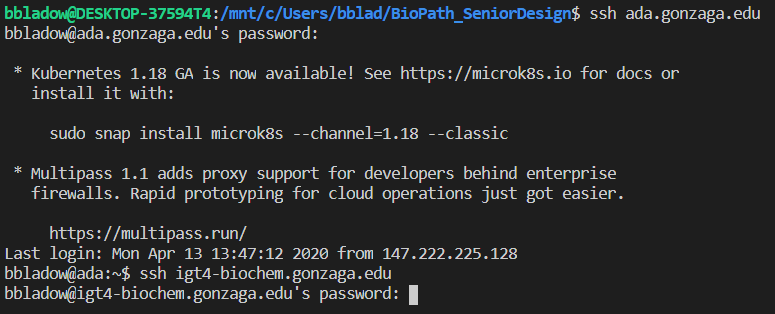 bbladow@DESKTOP-37594T4:/mnt/c/Users/bblad/BioPath_SeniorDesign$ ssh ada.gonzaga.edu
bbladow@ada.gonzaga.edu's password:
* Kubernetes 1.18 GA is now available! See https://microk8s.io for docs or
install it with:
sudo snap install microk8s --channel=1.18 --classic
* Multipass 1.1 adds proxy support for developers behind enterprise
firewalls. Rapid prototyping for cloud operations just got easier.
https://multipass.run/
Last login: Mon Apr 13 13:47:12 2020 from 147.222.225.128
bbladow@ada:~$ ssh igt4-biochem.gonzaga.edu
bbladow@igt4-biochem.gonzaga.edu's password: